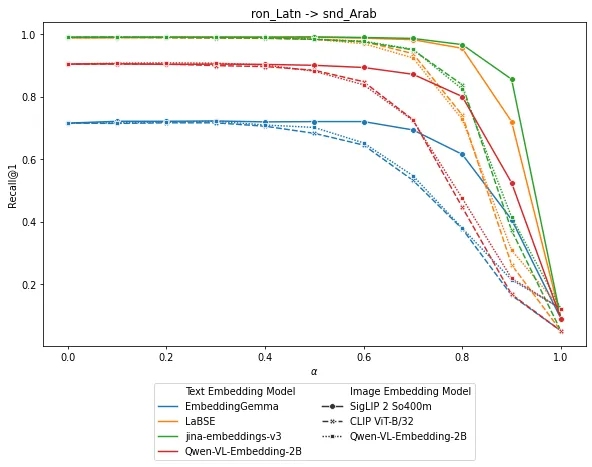 ron_Latn -> snd_Arab
Recall@1
1.0
0.8
0.6
0.4
0.2
0.0 0.2 0.4 0.6 0.8 1.0
α
Text Embedding Model Image Embedding Model
EmbeddingGemma SigLIP 2 So400m
LaBSE CLIP ViT-B/32
jina-embeddings-v3 Qwen-VL-Embedding-2B
Qwen-VL-Embedding-2B